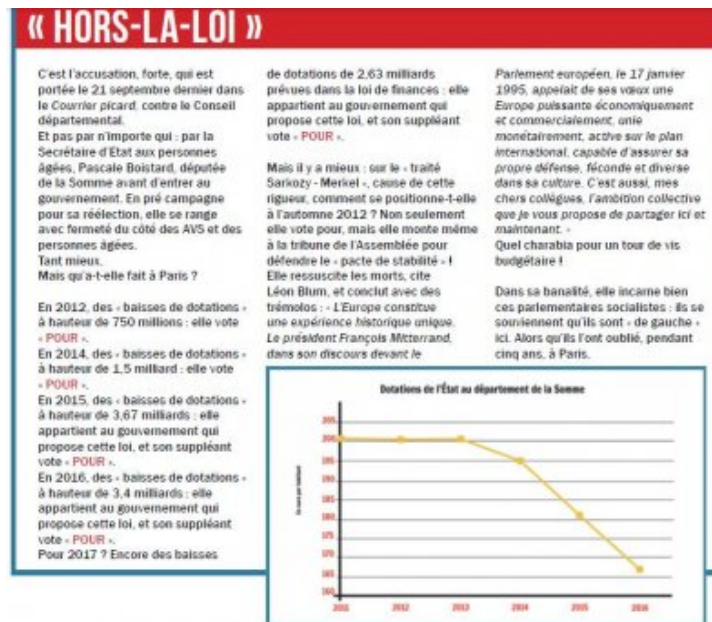 « HORS-LA-LOI »
C'est l'accusation, forte, qui est
portée le 21 septembre dernier dans
le Courrier picard, contre le Conseil
départemental.
Et pas par n'importe qui : par la
Secrétaire d'Etat aux personnes
âgées, Pascale Boistard, députée
de la Somme avant d'entrer au
gouvernement. En pré campagne
pour sa réélection, elle se range
avec fermeté du côté des AVS et des
personnes âgées.
Tant mieux.
Mais qu'a-t-elle fait à Paris ?
En 2012, des « baisses de dotations »
à hauteur de 750 millions : elle vote
« POUR ».
En 2014, des « baisses de dotations »
à hauteur de 1,5 milliard : elle vote
« POUR ».
En 2015, des « baisses de dotations »
à hauteur de 3,67 milliards : elle
appartient au gouvernement qui
propose cette loi, et son suppléant
vote « POUR ».
En 2016, des « baisses de dotations »
à hauteur de 3,4 milliards : elle
appartient au gouvernement qui
propose cette loi, et son suppléant
vote « POUR ».
Pour 2017 ? Encore des baisses
de dotations de 2,63 milliards
prévues dans la loi de finances : elle
appartient au gouvernement qui
propose cette loi, et son suppléant
vote « POUR ».
Mais il y a mieux : sur le « traité
Sarkozy - Merkel », cause de cette
rigueur, comment se positionne-t-elle
à l'automne 2012 ? Non seulement
elle vote pour, mais elle monte même
à la tribune de l'Assemblée pour
défendre le « pacte de stabilité » !
Elle ressuscite les morts, cite
Léon Blum, et conclut avec des
trémolos : « L'Europe constitue
une expérience historique unique.
Le président François Mitterrand,
dans son discours devant le
Parlement européen, le 17 janvier
1995, appelait de ses vœux une
Europe puissante économiquement
et commercialement, unie
monétairement, active sur le plan
international, capable d'assurer sa
propre défense, féconde et diverse
dans sa culture. C'est aussi, mes
chers collègues, l'ambition collective
que je vous propose de partager ici et
maintenant. »
Quel charabia pour un tour de vis
budgétaire !
Dans sa banalité, elle incarne bien
ces parlementaires socialistes : ils se
souviennent qu'ils sont « de gauche »
ici. Alors qu'ils l'ont oublié, pendant
cinq ans, à Paris.
Dotations de l'État au département de la Somme
En euro par habitant
205
200
195
190
185
180
175
170
165
160
2011 2012 2013 2014 2015 2016